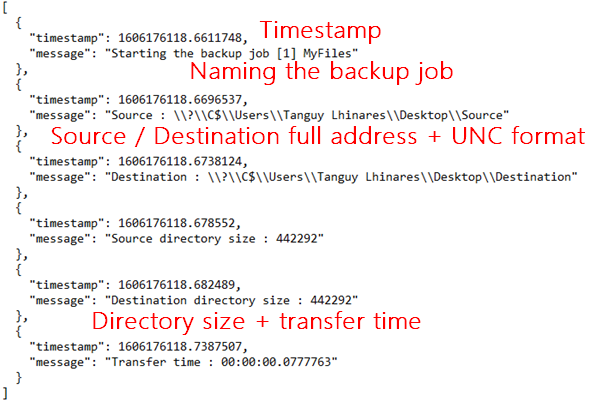 [
{
"timestamp": 1606176118.6611748,
Timestamp
"message": "Starting the backup job [1] MyFiles"
},
Naming the backup job
{
"timestamp": 1606176118.6696537,
"message": "Source : \\?\\C$\\Users\\Tanguy Lhinares\\Desktop\\Source"
},
Source / Destination full address + UNC format
{
"timestamp": 1606176118.6738124,
"message": "Destination : \\?\\C$\\Users\\Tanguy Lhinares\\Desktop\\Destination"
},
{
"timestamp": 1606176118.678552,
"message": "Source directory size : 442292"
},
{
"timestamp": 1606176118.682489,
"message": "Destination directory size : 442292"
},
Directory size + transfer time
{
"timestamp": 1606176118.7387507,
"message": "Transfer time : 00:00:00.0777763"
}
]